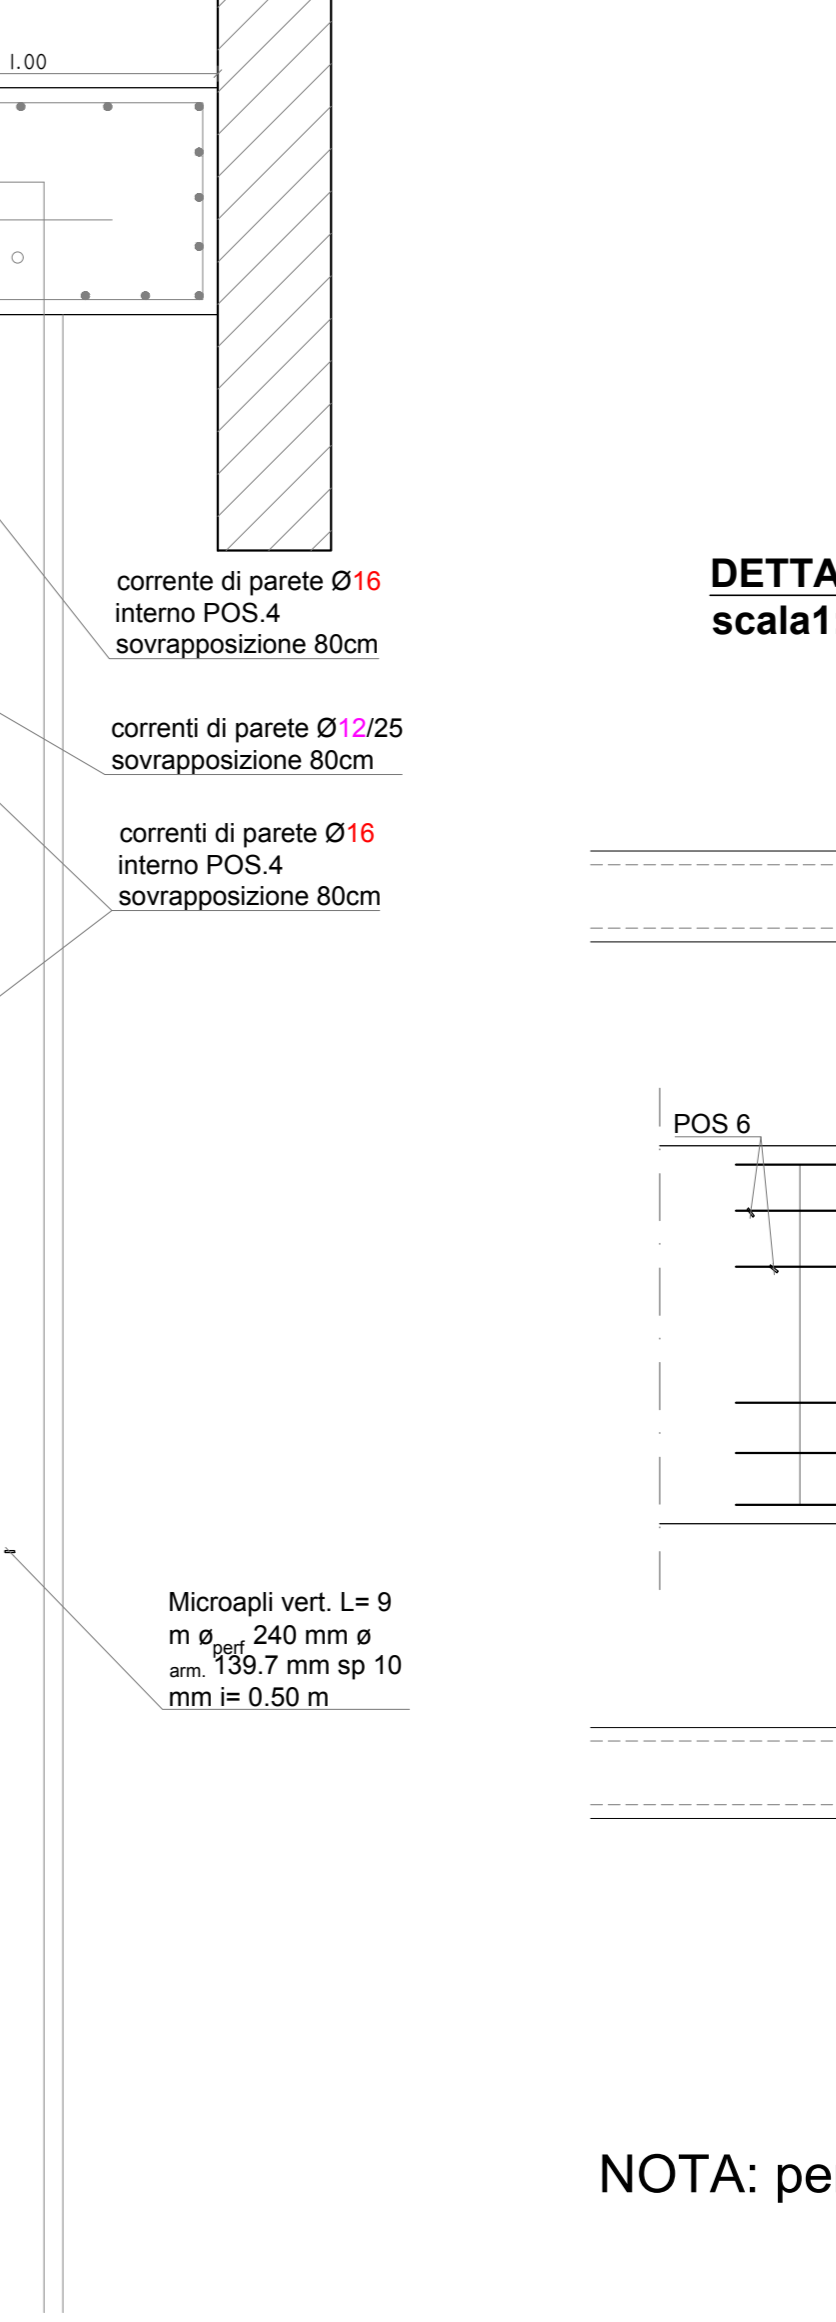 1.00
corrente di parete Ø16
interno POS.4
sovrapposizione 80cm
correnti di parete Ø12/25
sovrapposizione 80cm
correnti di parete Ø16
interno POS.4
sovrapposizione 80cm
Microapli vert. L= 9
m ø perf 240 mm ø
arm. 139.7 mm sp 10
mm i= 0.50 m
DETTA
scala1
POS 6
NOTA: pe